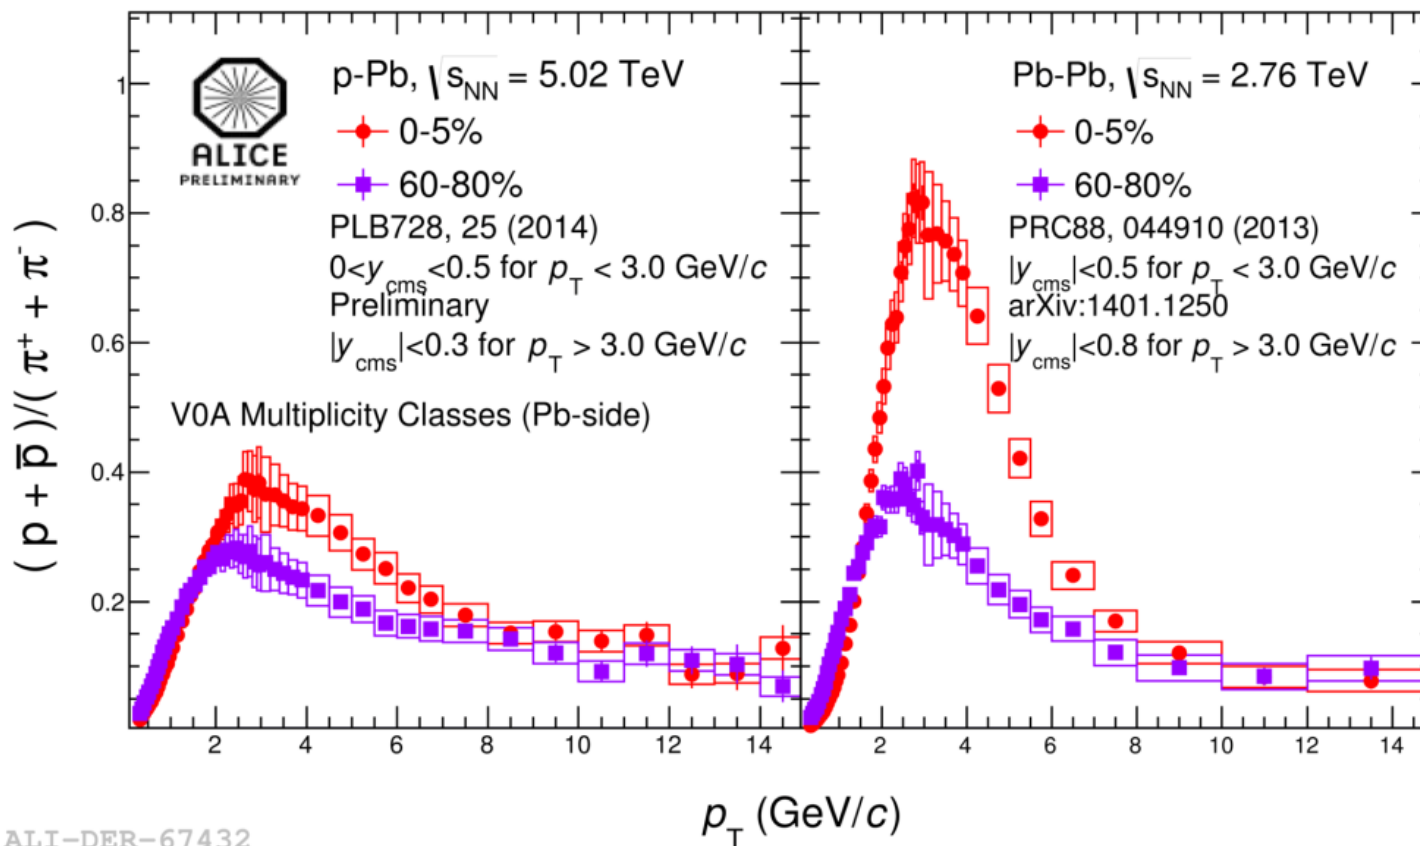 p-Pb, √sNN = 5.02 TeV
0-5%
60-80%
PLB728, 25 (2014)
0<ycms<0.5 for pT < 3.0 GeV/c
Preliminary
|ycms|<0.3 for pT > 3.0 GeV/c
V0A Multiplicity Classes (Pb-side)
ALICE
PRELIMINARY
Pb-Pb, √sNN = 2.76 TeV
0-5%
60-80%
PRC88, 044910 (2013)
|ycms|<0.5 for pT < 3.0 GeV/c
arXiv:1401.1250
|ycms|<0.8 for pT > 3.0 GeV/c
(p + p̅)/(π⁺ + π⁻)
1
0.8
0.6
0.4
0.2
2 4 6 8 10 12 14
2 4 6 8 10 12 14
pT (GeV/c)
ALI-DER-67432